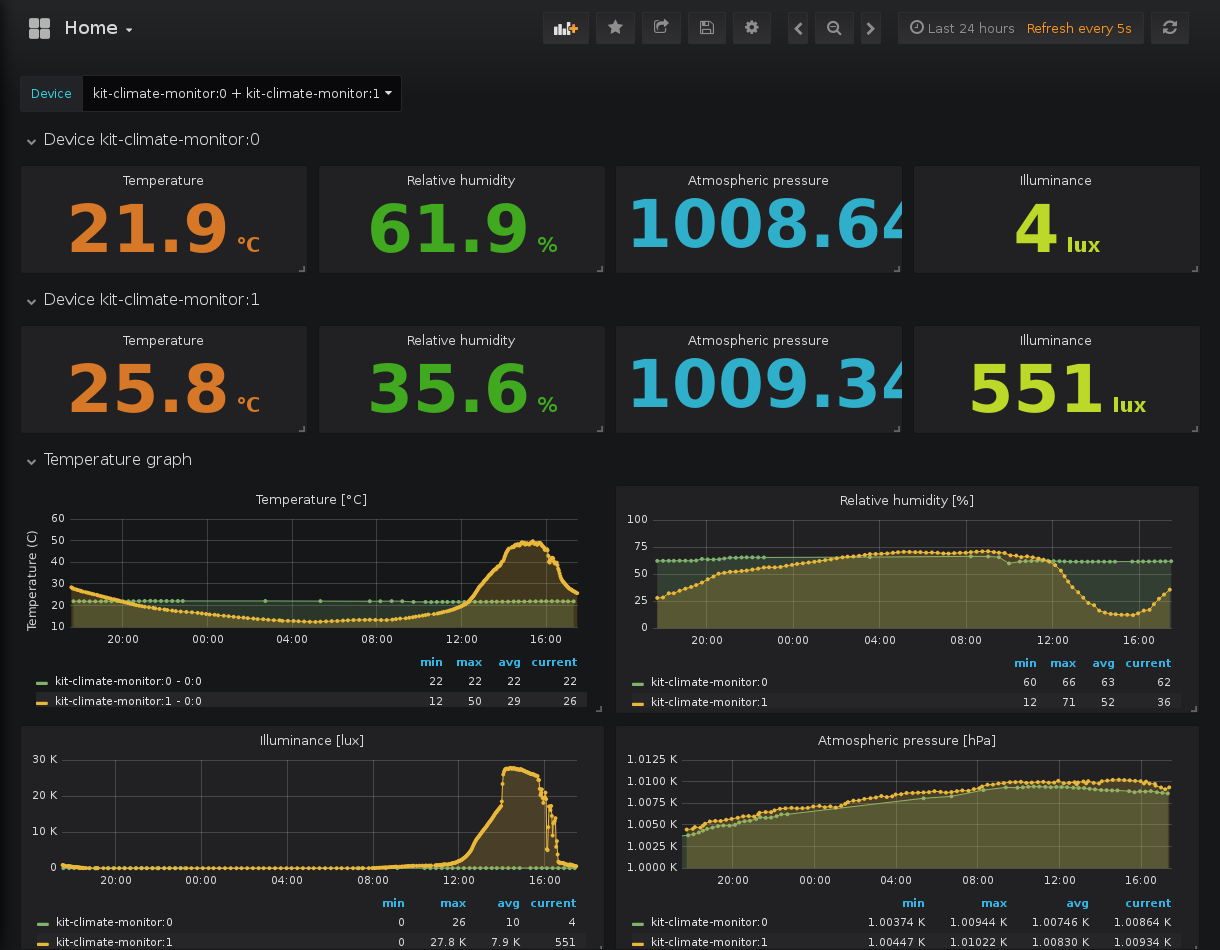 Home
Last 24 hours Refresh every 5s
Device kit-climate-monitor:0 + kit-climate-monitor:1
Device kit-climate-monitor:0
Temperature Relative humidity Atmospheric pressure Illuminance
21.9 °C 61.9 % 1008.64 4 lux
Device kit-climate-monitor:1
Temperature Relative humidity Atmospheric pressure Illuminance
25.8 °C 35.6 % 1009.34 551 lux
Temperature graph
Temperature [°C]
Temperature (C)
60
50
40
30
20
10
20:00 00:00 04:00 08:00 12:00 16:00
min max avg current
kit-climate-monitor:0 - 0:0 22 22 22 22
kit-climate-monitor:1 - 0:0 12 50 29 26
Relative humidity [%]
100
75
50
25
0
20:00 00:00 04:00 08:00 12:00 16:00
min max avg current
kit-climate-monitor:0 60 66 63 62
kit-climate-monitor:1 12 71 52 36
Illuminance [lux]
30 K
20 K
10 K
0
20:00 00:00 04:00 08:00 12:00 16:00
min max avg current
kit-climate-monitor:0 0 26 10 4
kit-climate-monitor:1 0 27.8 K 7.9 K 551
Atmospheric pressure [hPa]
1.0125 K
1.0100 K
1.0075 K
1.0050 K
1.0025 K
1.0000 K
20:00 00:00 04:00 08:00 12:00 16:00
min max avg current
kit-climate-monitor:0 1.00374 K 1.00944 K 1.00746 K 1.00864 K
kit-climate-monitor:1 1.00447 K 1.01022 K 1.00830 K 1.00934 K